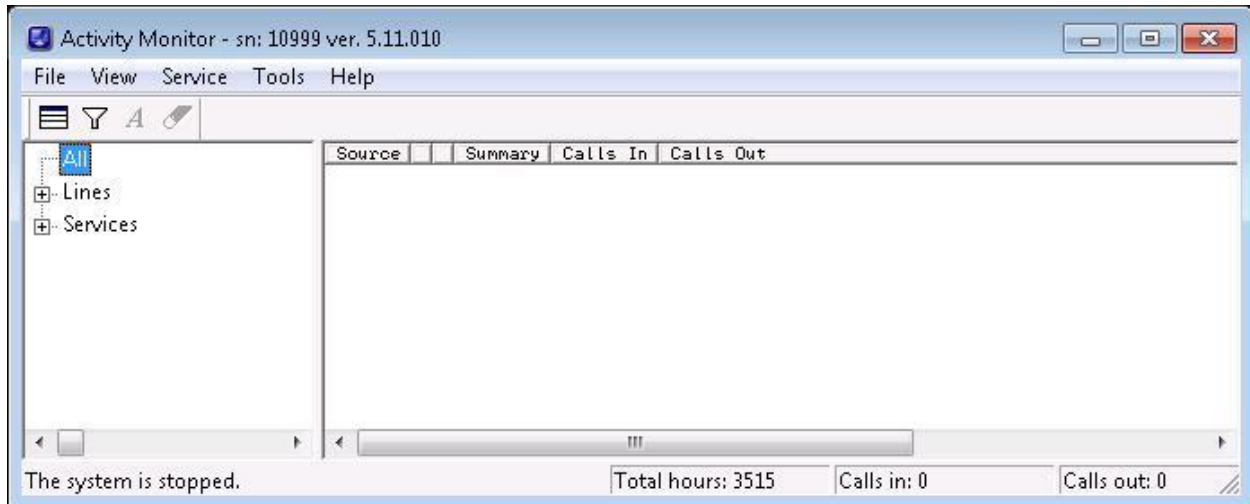 Activity Monitor - sn: 10999 ver. 5.11.010
File View Service Tools Help
A
All
Lines
Services
Source Summary Calls In Calls Out
The system is stopped. Total hours: 3515 Calls in: 0 Calls out: 0